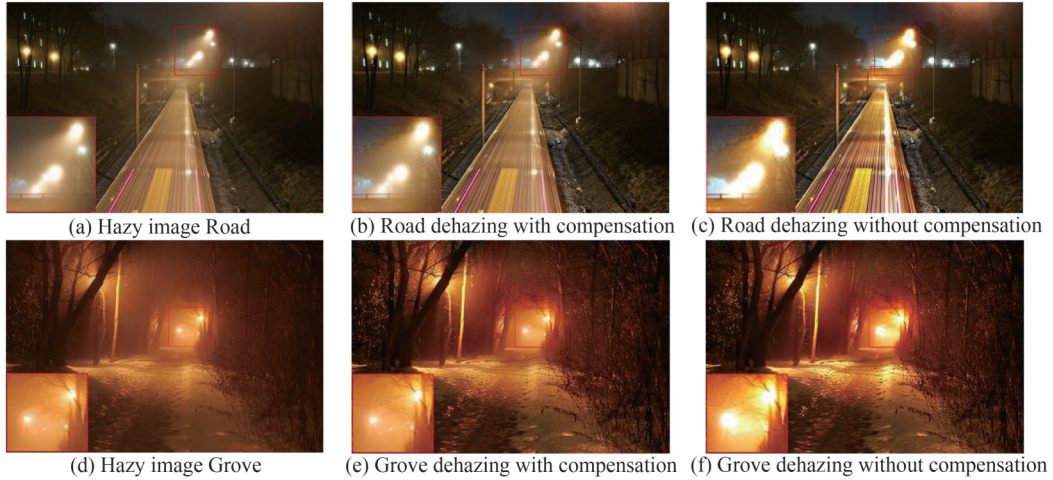 (a) Hazy image Road
(b) Road dehazing with compensation
(c) Road dehazing without compensation
(d) Hazy image Grove
(e) Grove dehazing with compensation
(f) Grove dehazing without compensation